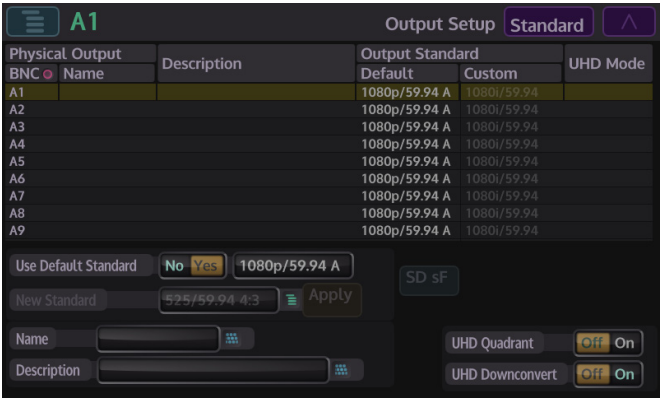 A1 Output Setup Standard
Physical Output Description Output Standard UHD Mode
BNC Name Default Custom
A1 1080p/59.94 A 1080i/59.94
A2 1080p/59.94 A 1080i/59.94
A3 1080p/59.94 A 1080i/59.94
A4 1080p/59.94 A 1080i/59.94
A5 1080p/59.94 A 1080i/59.94
A6 1080p/59.94 A 1080i/59.94
A7 1080p/59.94 A 1080i/59.94
A8 1080p/59.94 A 1080i/59.94
A9 1080p/59.94 A 1080i/59.94
Use Default Standard No Yes 1080p/59.94 A
SD sF
New Standard 525/59.94 4:3 Apply
Name
UHD Quadrant Off On
Description
UHD Downconvert Off On